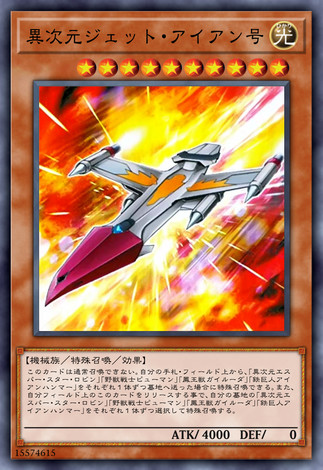 異次元ジェット・アイアン号
光
【機械族／特殊召喚／効果】
このカードは通常召喚できない。自分の手札・フィールド上から、「異次元エ
スパー・スター・ロビン」「野獣戦士ピューマン」「鳳王獣ガイルーダ」「鉄巨人アイ
アンハンマー」をそれぞれ１体ずつ墓地へ送った場合に特殊召喚できる。また、
自分フィールド上のこのカードをリリースする事で、自分の墓地の「異次元エ
スパー・スター・ロビン」「野獣戦士ピューマン」「鳳王獣ガイルーダ」「鉄巨人アイ
アンハンマー」をそれぞれ１体ずつ選択して特殊召喚する。
ATK/ 4000 DEF/ 0
15574615